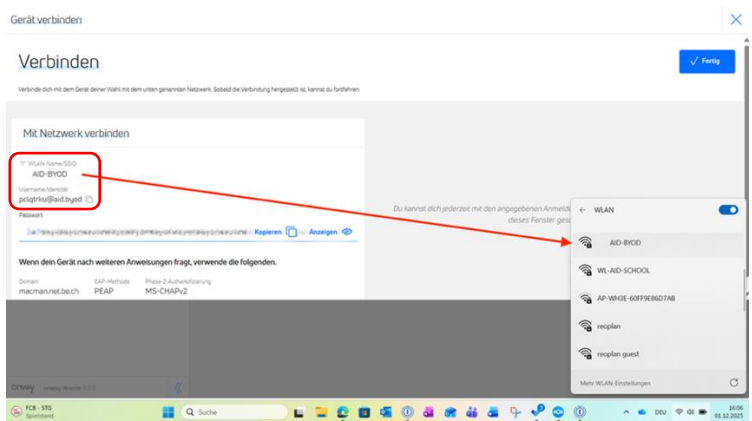 Gerät verbinden
Verbinden
Fertig
Verbinde dich mit dem Gerät deiner Wahl mit dem unten genannten Netzwerk. Sobald die Verbindung hergestellt ist, kannst du fortfahren.
Mit Netzwerk verbinden
WLAN-Name/SSID
AID-BYOD
Username/Identität
pclqtrku@aid.byod
Passwort
Kopieren Anzeigen
Wenn dein Gerät nach weiteren Anweisungen fragt, verwende die folgenden.
Domain EAP-Methode Phase-2-Authentifizierung
macman.net.be.ch PEAP MS-CHAPv2
Du kannst dich jederzeit mit den angegebenen Anmelde
dieses Fenster
WLAN
AID-BYOD
WL-AID-SCHOOL
AP-WH3E-60FF9E86D7AB
reoplan
reoplan guest
Mehr WLAN-Einstellungen
onway
FCB - STG
Spielstand
Suche
DEU
16:06
01.12.2025